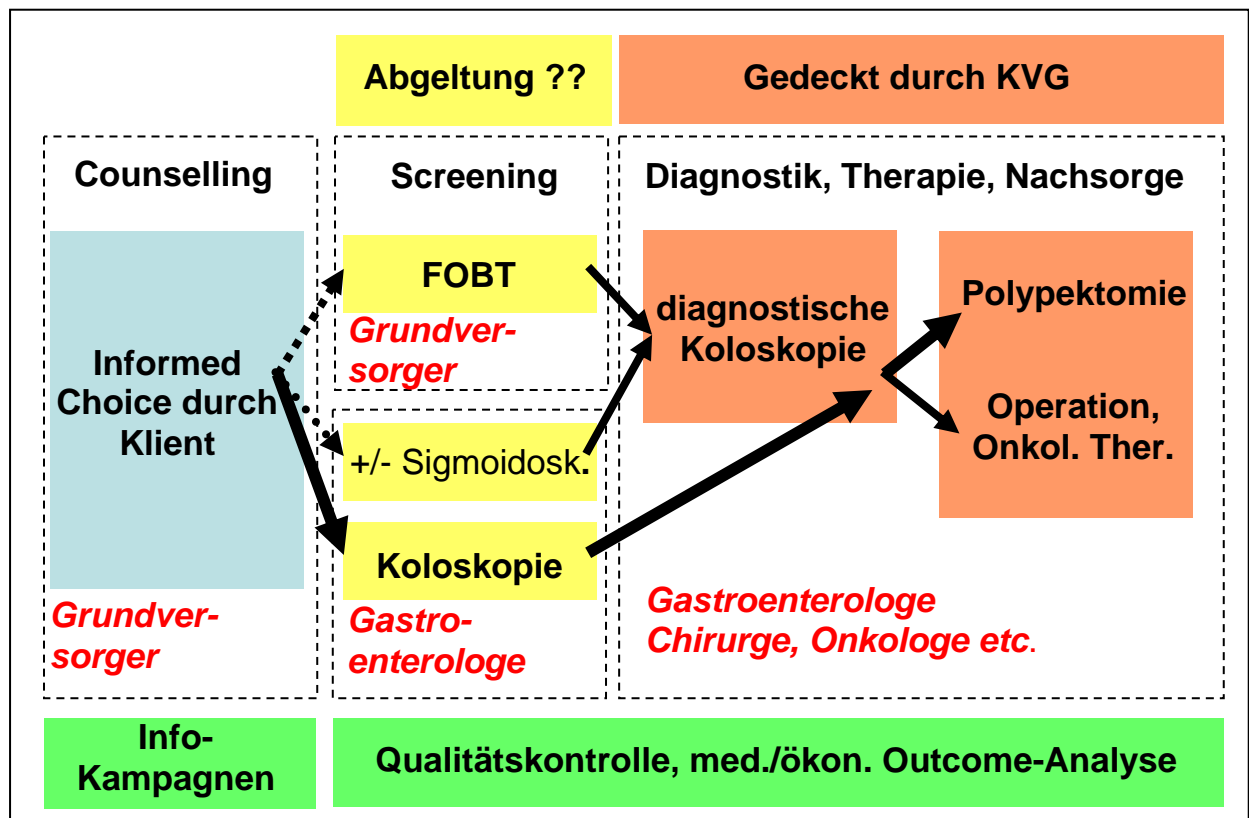 Abgeltung ??
Gedeckt durch KVG
Counselling
Informed
Choice durch
Klient
Grundver-
sorger
Screening
FOBT
Grundver-
sorger
+/- Sigmoidosk.
Koloskopie
Gastro-
enterologe
Diagnostik, Therapie, Nachsorge
diagnostische
Koloskopie
Polypektomie
Operation,
Onkol. Ther.
Gastroenterologe
Chirurge, Onkologe etc.
Info-
Kampagnen
Qualitätskontrolle, med./ökon. Outcome-Analyse